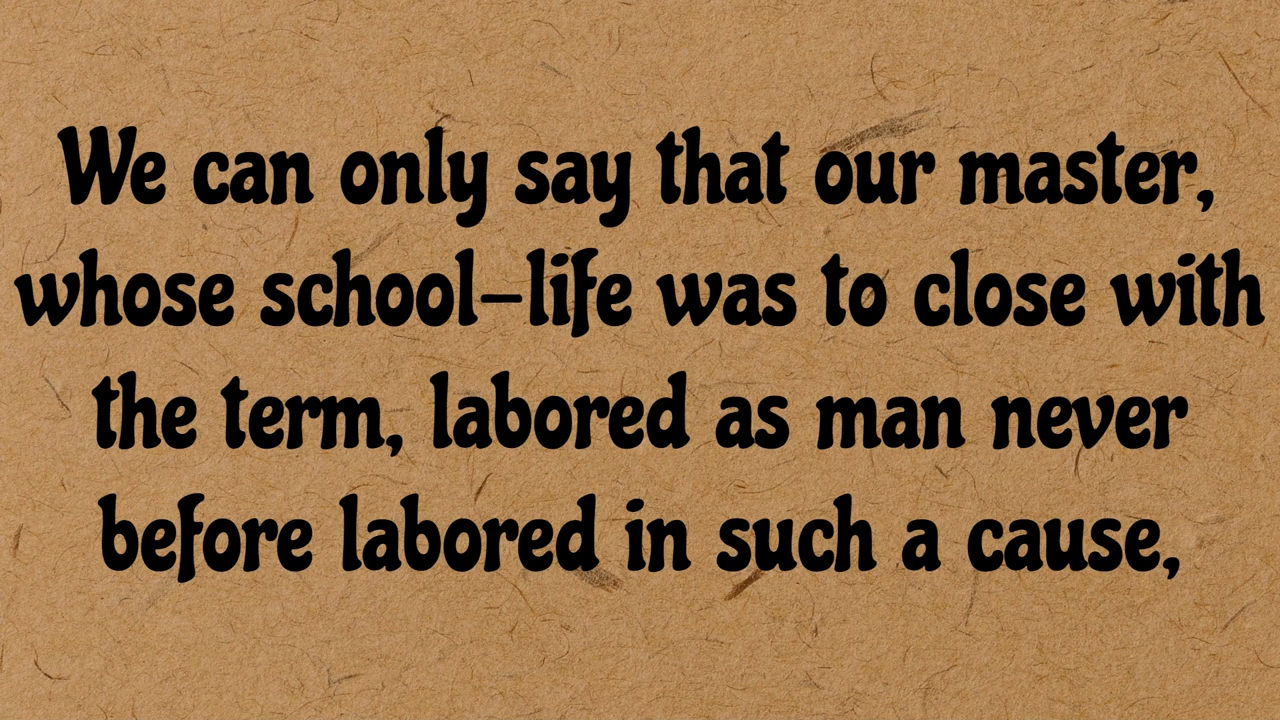 We can only say that our master,
whose school-life was to close with
the term, labored as man never
before labored in such a cause,